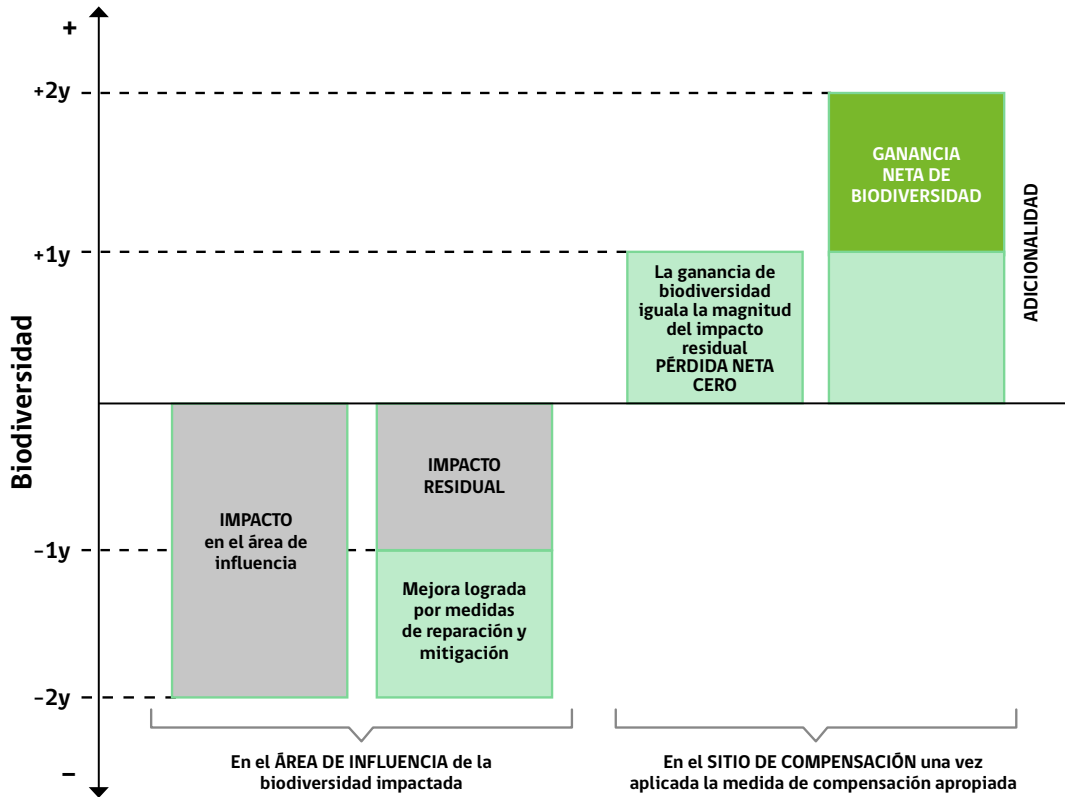 +
+2y
+1y
−1y
−2y
−
Biodiversidad
IMPACTO
en el área de
influencia
IMPACTO
RESIDUAL
Mejora lograda
por medidas
de reparación y
mitigación
La ganancia de
biodiversidad
iguala la magnitud
del impacto
residual
PÉRDIDA NETA
CERO
GANANCIA
NETA DE
BIODIVERSIDAD
ADICIONALIDAD
En el ÁREA DE INFLUENCIA de la
biodiversidad impactada
En el SITIO DE COMPENSACIÓN una vez
aplicada la medida de compensación apropiada